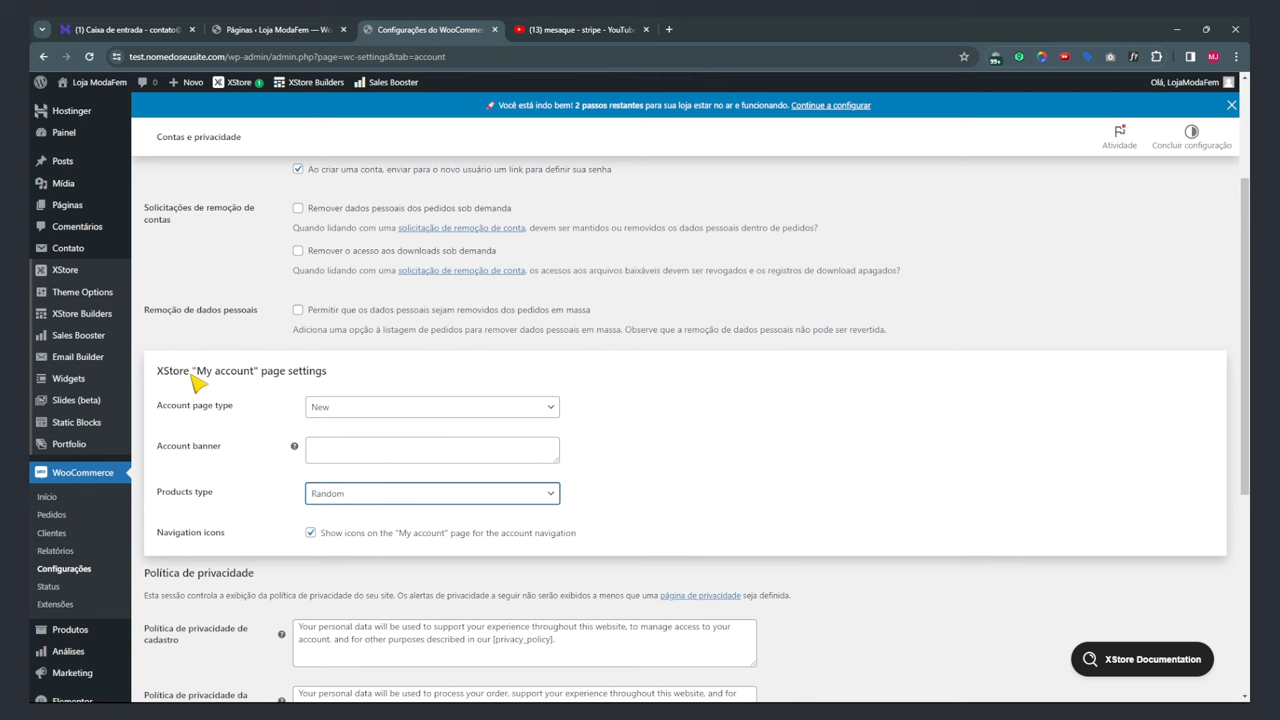 (1) Caixa de entrada - contato@
Páginas ‹ Loja ModaFem — Wo
Configurações do WooCommerce
(13) mesaque - stripe - YouTube
test.nomedoseusite.com/wp-admin/admin.php?page=wc-settings&tab=account
99+
MJ
Loja ModaFem
0
Novo
XStore 1
XStore Builders
Sales Booster
Olá, LojaModaFem
Hostinger
Painel
Posts
Mídia
Páginas
Comentários
Contato
XStore
Theme Options
XStore Builders
Sales Booster
Email Builder
Widgets
Slides (beta)
Static Blocks
Portfolio
WooCommerce
Início
Pedidos
Clientes
Relatórios
Configurações
Status
Extensões
Produtos
Análises
Marketing
Elementor
Você está indo bem! 2 passos restantes para sua loja estar no ar e funcionando. Continue a configurar
Contas e privacidade
Atividade
Concluir configuração
Ao criar uma conta, enviar para o novo usuário um link para definir sua senha
Solicitações de remoção de
contas
Remover dados pessoais dos pedidos sob demanda
Quando lidando com uma solicitação de remoção de conta, devem ser mantidos ou removidos os dados pessoais dentro de pedidos?
Remover o acesso aos downloads sob demanda
Quando lidando com uma solicitação de remoção de conta, os acessos aos arquivos baixáveis devem ser revogados e os registros de download apagados?
Remoção de dados pessoais
Permitir que os dados pessoais sejam removidos dos pedidos em massa
Adiciona uma opção à listagem de pedidos para remover dados pessoais em massa. Observe que a remoção de dados pessoais não pode ser revertida.
XStore "My account" page settings
Account page type
New
Account banner
Products type
Random
Navigation icons
Show icons on the "My account" page for the account navigation
Política de privacidade
Esta sessão controla a exibição da política de privacidade do seu site. Os alertas de privacidade a seguir não serão exibidos a menos que uma página de privacidade seja definida.
Política de privacidade de
cadastro
Your personal data will be used to support your experience throughout this website, to manage access to your
account, and for other purposes described in our [privacy_policy].
Política de privacidade da
Your personal data will be used to process your order, support your experience throughout this website, and for
XStore Documentation